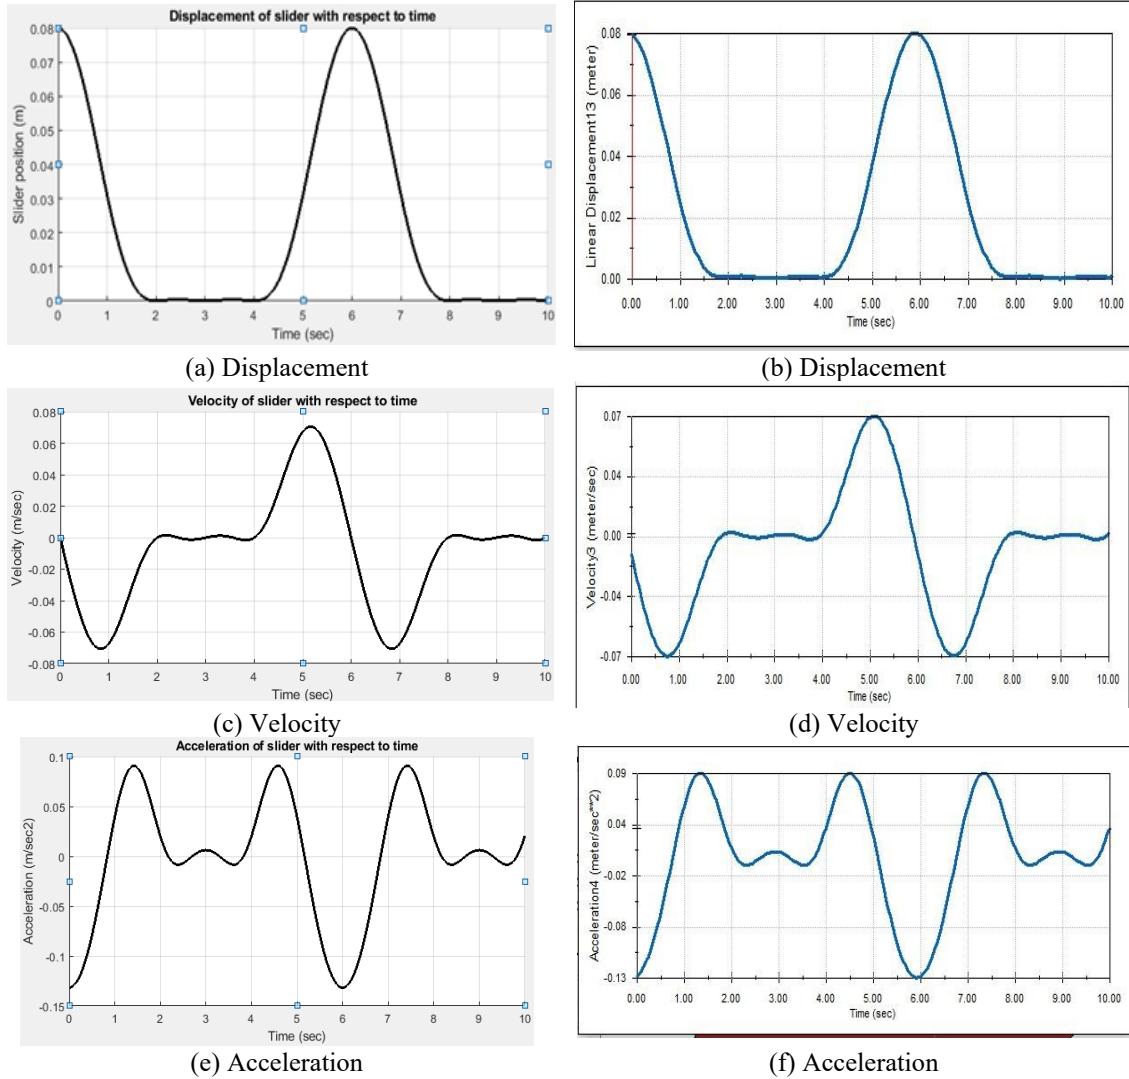 Displacement of slider with respect to time
0.08
0.08
0.07
0.06
0.05
0.04
0.03
0.02
0.01
0
Slider position (m)
0 1 2 3 4 5 6 7 8 9 10
Time (sec)
0.08
0.06
0.04
0.02
0.00
Linear Displacement13 (meter)
0.00 1.00 2.00 3.00 4.00 5.00 6.00 7.00 8.00 9.00 10.00
Time (sec)
(a) Displacement
(b) Displacement
Velocity of slider with respect to time
0.08
0.06
0.04
0.02
0
-0.02
-0.04
-0.06
-0.08
Velocity (m/sec)
0 1 2 3 4 5 6 7 8 9 10
Time (sec)
0.07
0.04
0.00
-0.04
-0.07
Velocity3 (meter/sec)
0.00 1.00 2.00 3.00 4.00 5.00 6.00 7.00 8.00 9.00 10.00
Time (sec)
(c) Velocity
(d) Velocity
Acceleration of slider with respect to time
0.1
0.05
0
-0.05
-0.1
-0.15
Acceleration (m/sec2)
0 1 2 3 4 5 6 7 8 9 10
Time (sec)
0.09
0.04
-0.02
-0.08
-0.13
Acceleration4 (meter/sec**2)
0.00 1.00 2.00 3.00 4.00 5.00 6.00 7.00 8.00 9.00 10.00
Time (sec)
(e) Acceleration
(f) Acceleration